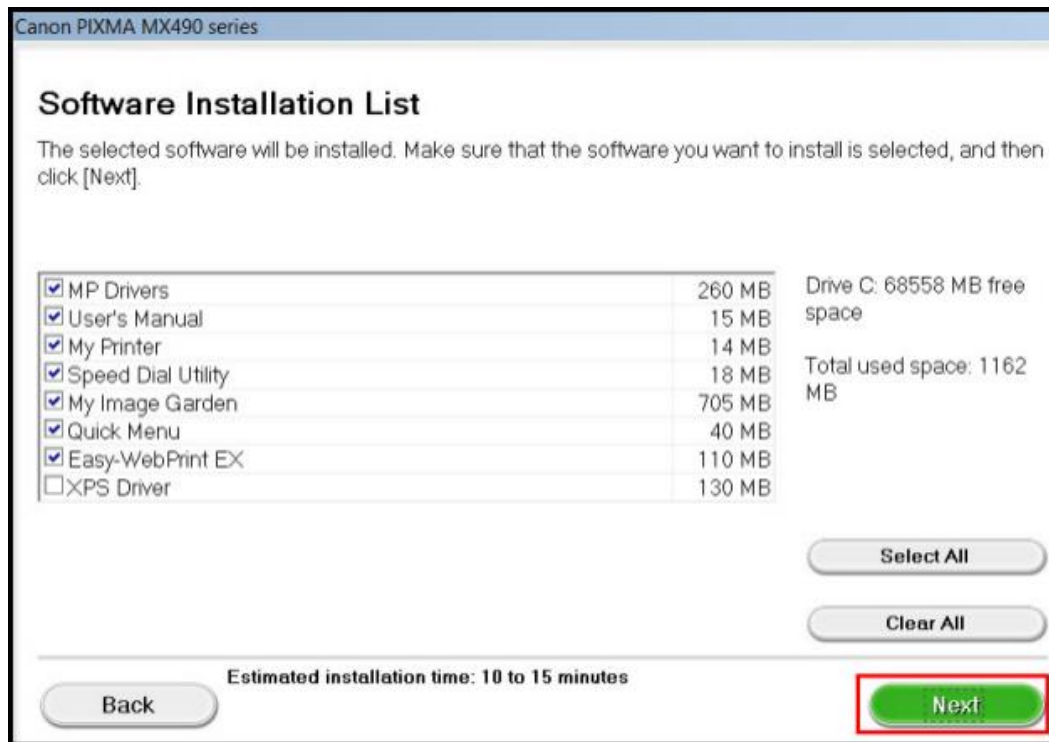 Canon PIXMA MX490 series
Software Installation List
The selected software will be installed. Make sure that the software you want to install is selected, and then
click [Next].
MP Drivers 260 MB
User's Manual 15 MB
My Printer 14 MB
Speed Dial Utility 18 MB
My Image Garden 705 MB
Quick Menu 40 MB
Easy-WebPrint EX 110 MB
XPS Driver 130 MB
Drive C: 68558 MB free
space
Total used space: 1162
MB
Select All
Clear All
Estimated installation time: 10 to 15 minutes
Back
Next